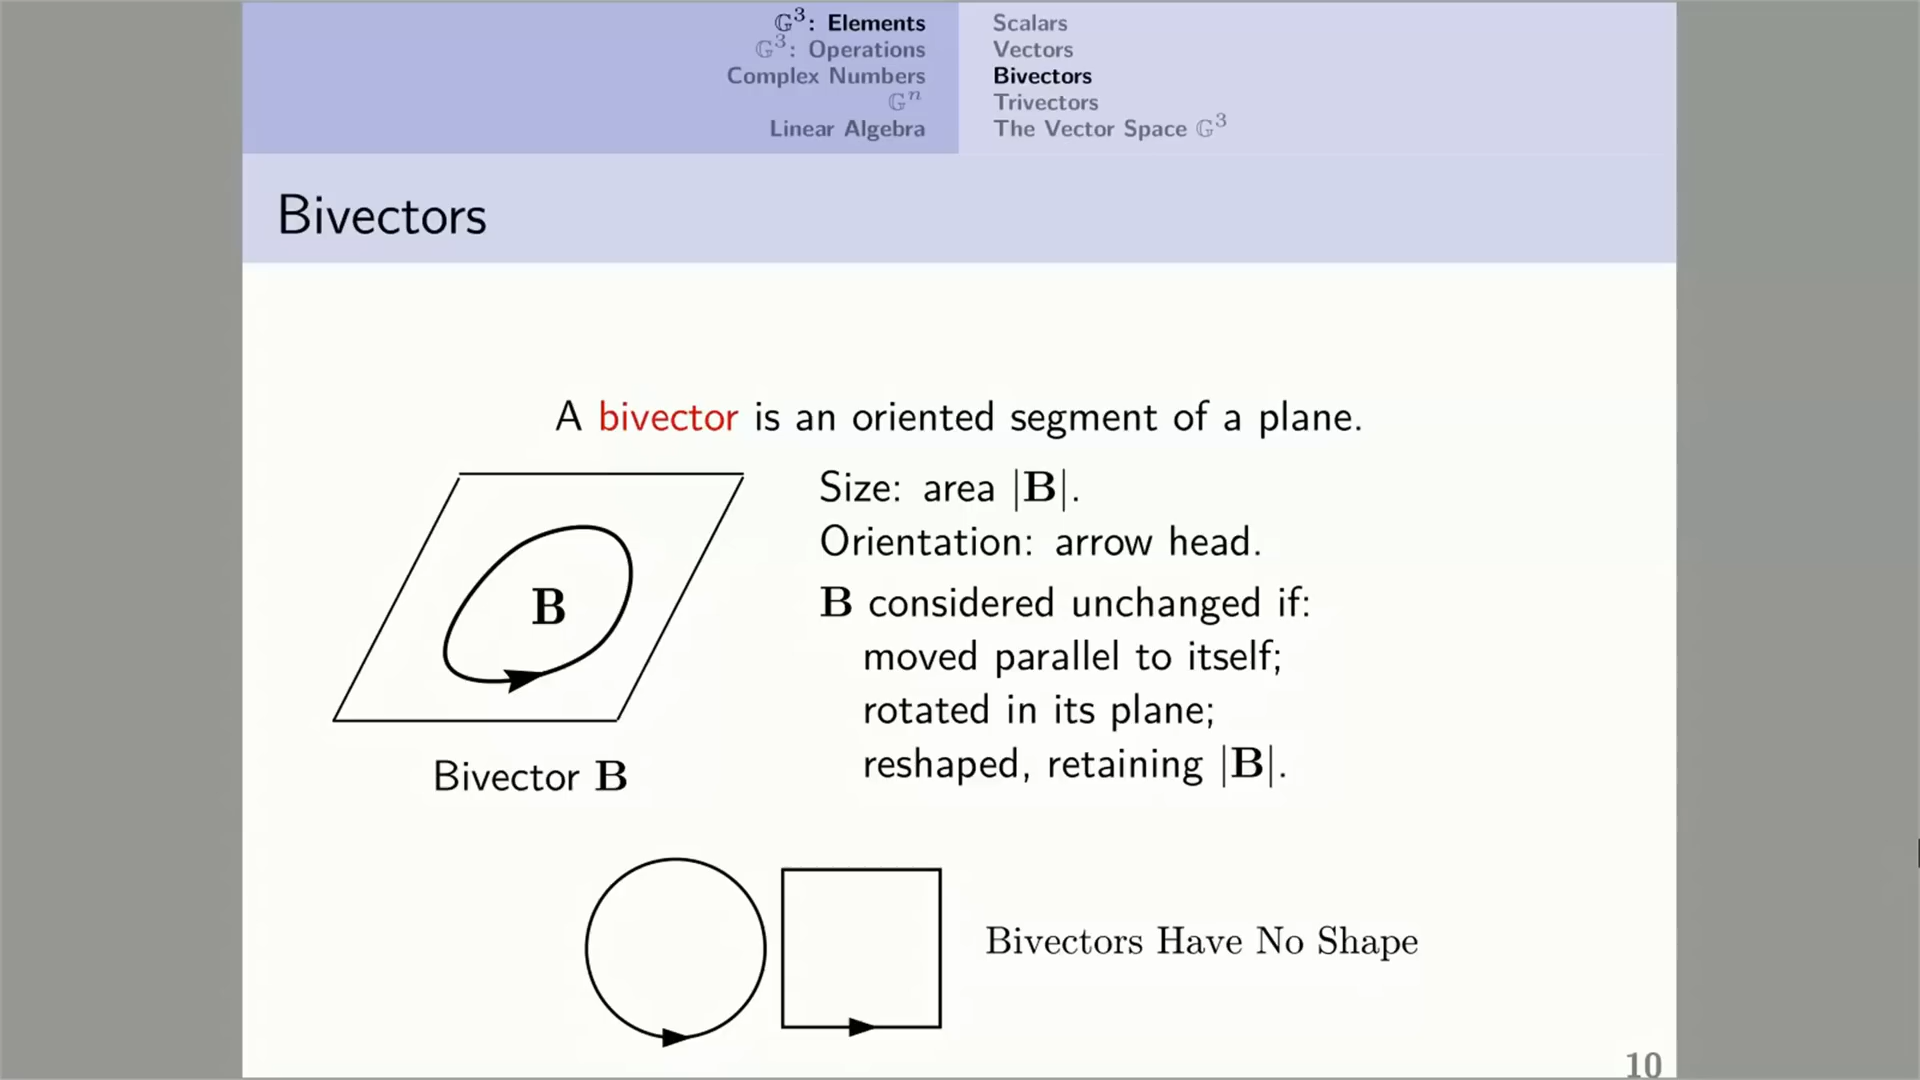 𝔾³: Elements
𝔾³: Operations
Complex Numbers
𝔾ⁿ
Linear Algebra
Scalars
Vectors
Bivectors
Trivectors
The Vector Space 𝔾³
Bivectors
A bivector is an oriented segment of a plane.
B
Bivector B
Size: area |B|.
Orientation: arrow head.
B considered unchanged if:
moved parallel to itself;
rotated in its plane;
reshaped, retaining |B|.
Bivectors Have No Shape
10